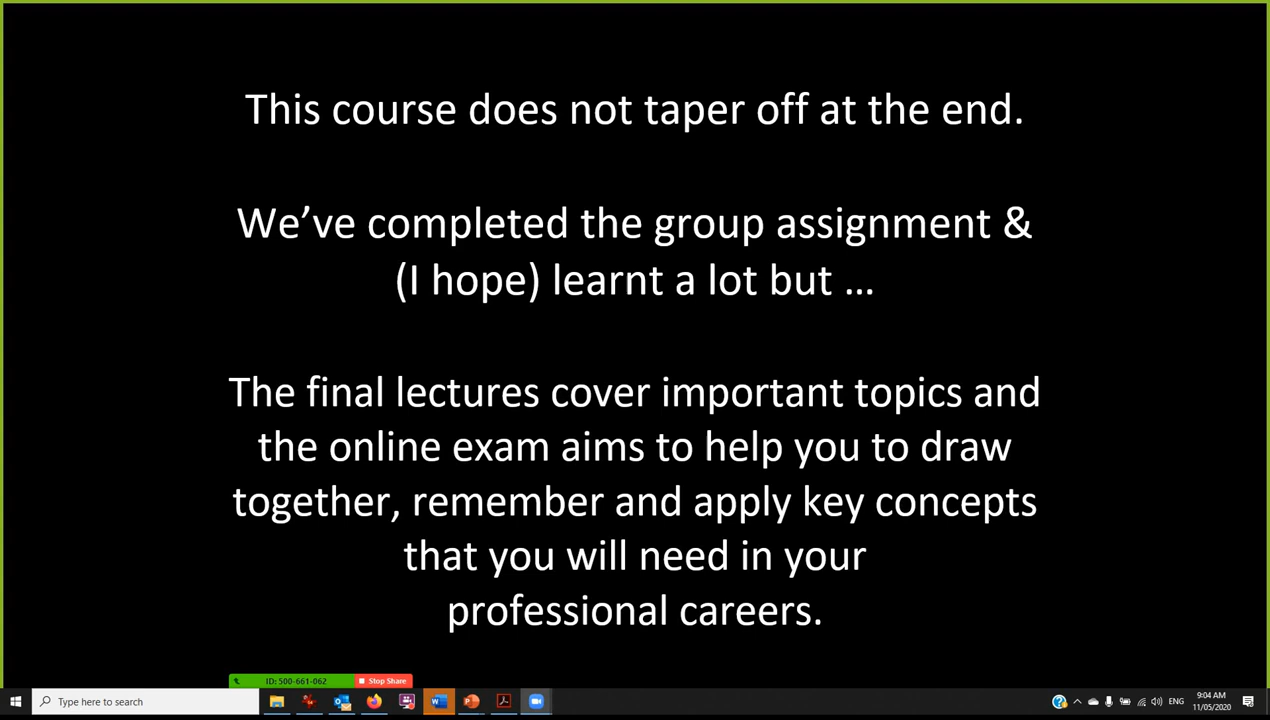 This course does not taper off at the end.
We’ve completed the group assignment &
(I hope) learnt a lot but …
The final lectures cover important topics and
the online exam aims to help you to draw
together, remember and apply key concepts
that you will need in your
professional careers.
ID: 500-661-062 Stop Share
Type here to search
ENG
9:04 AM
11/05/2020